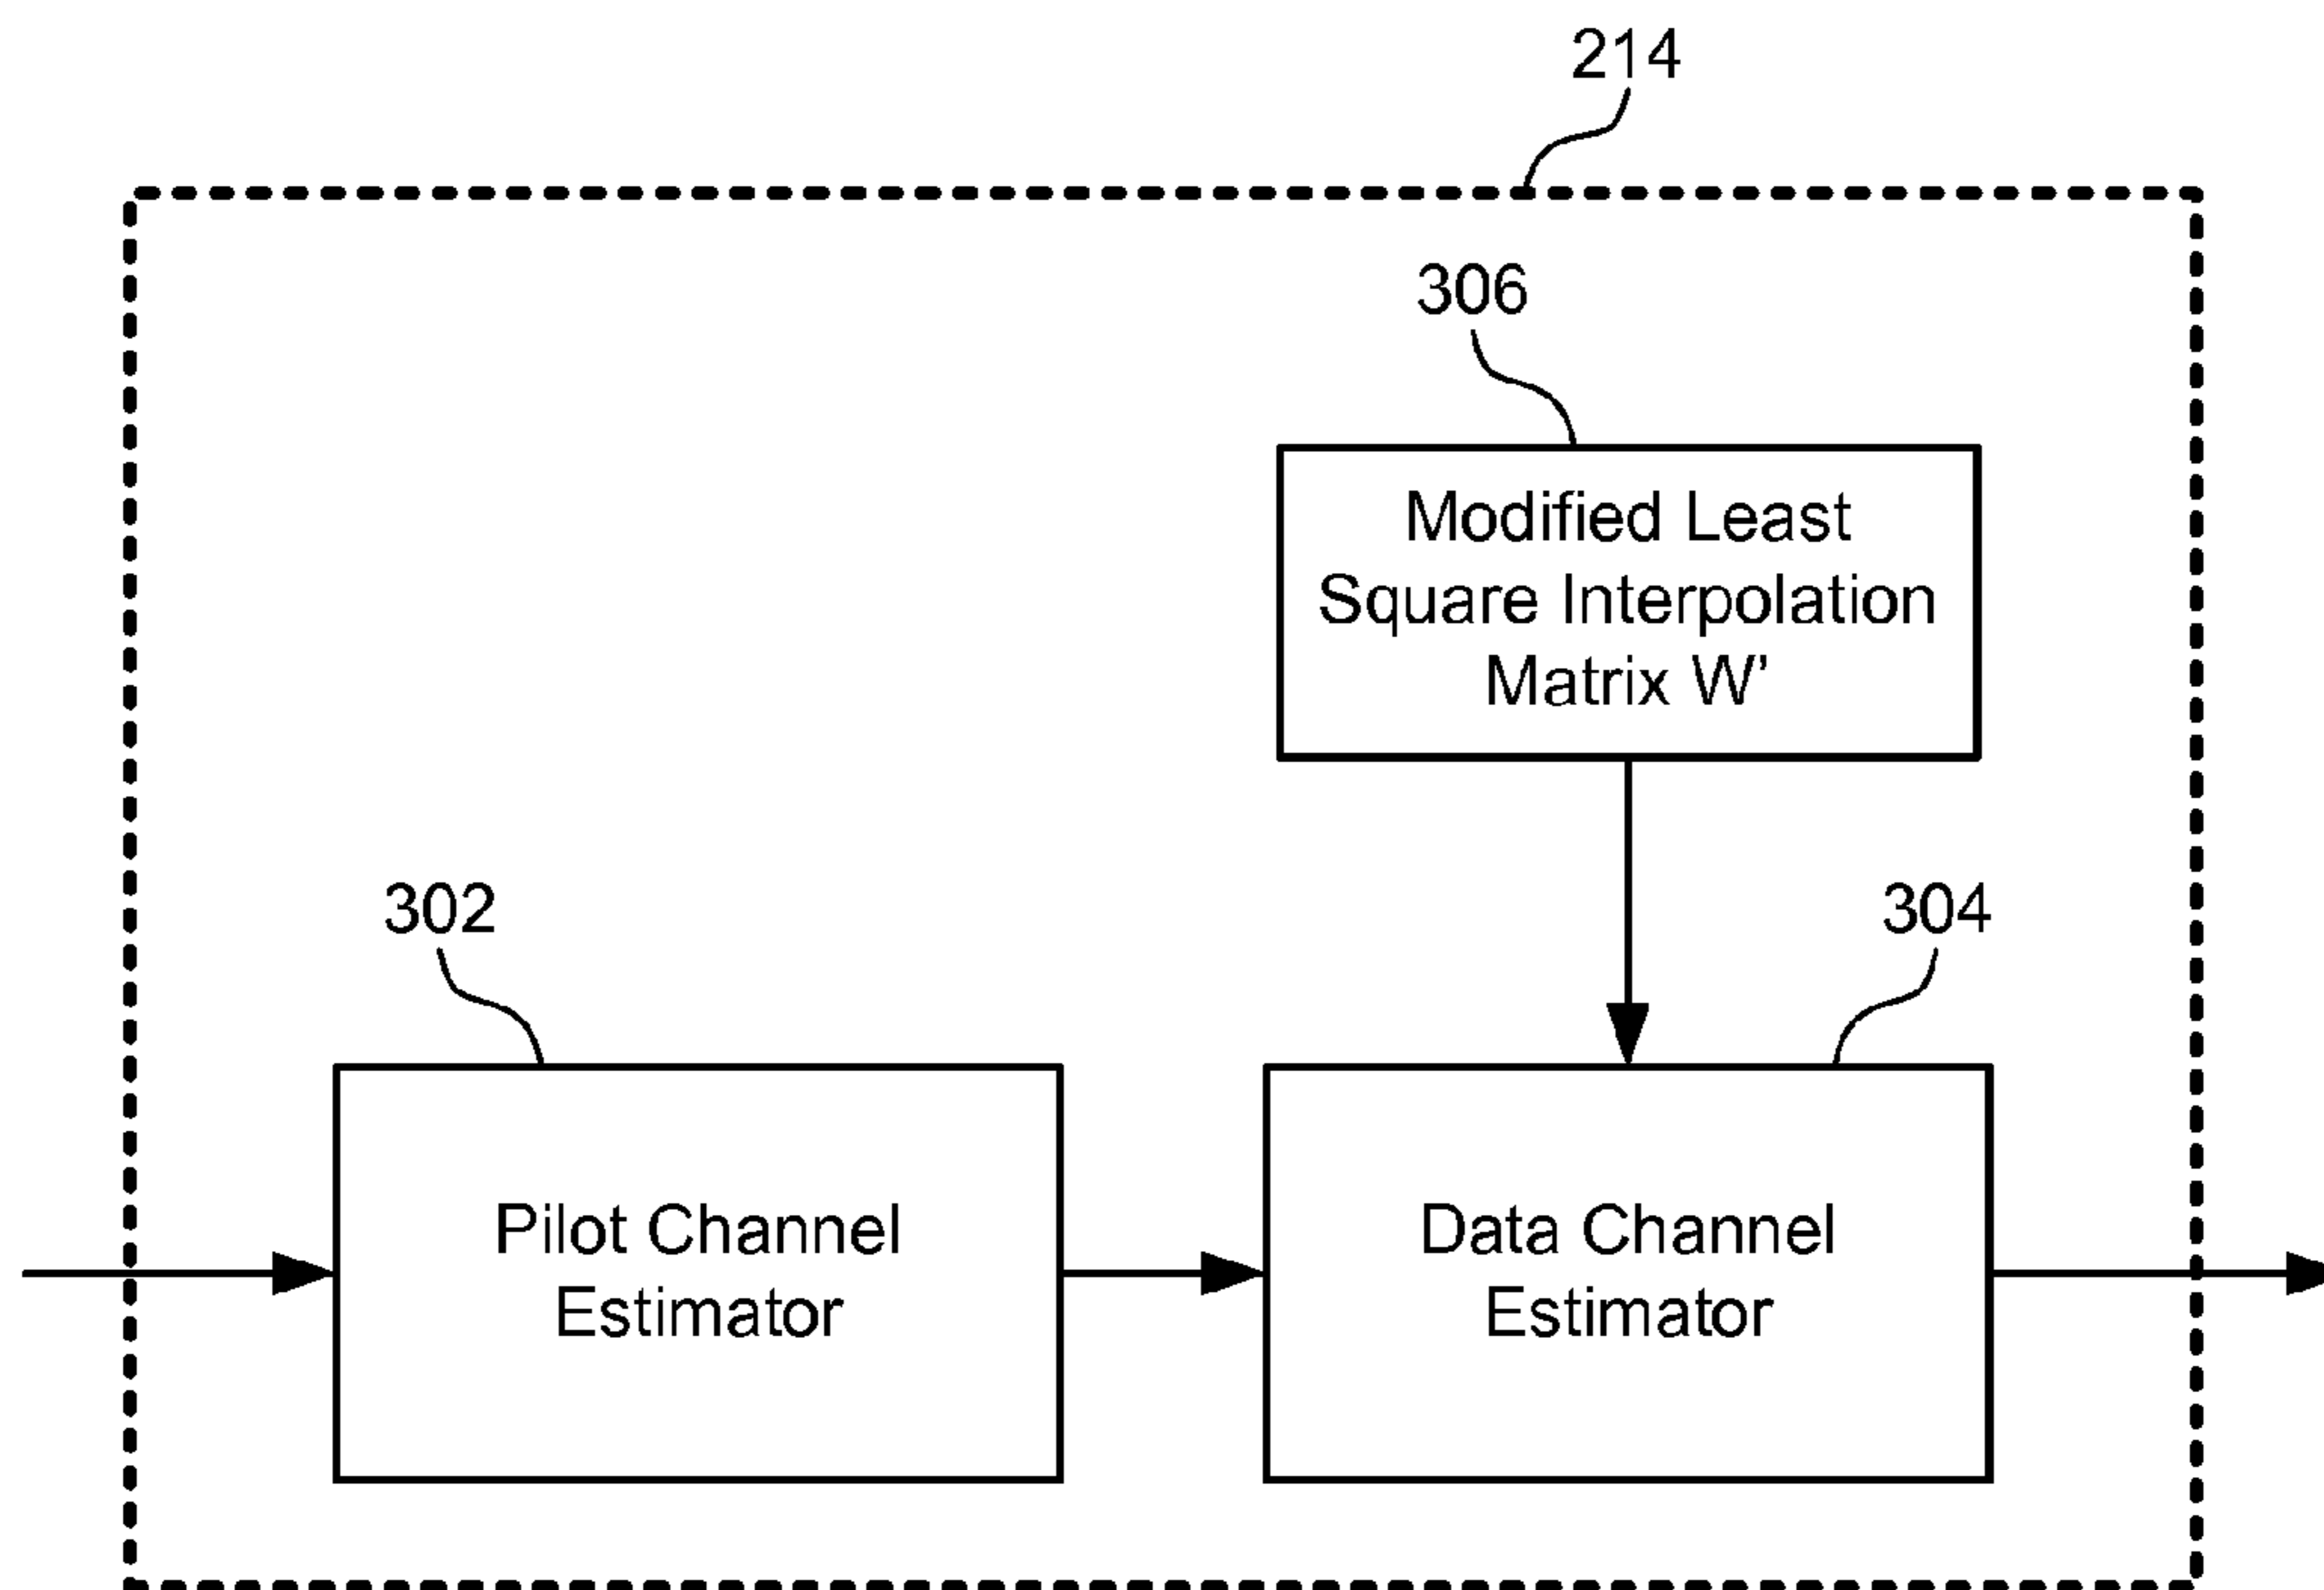 214
306
Modified Least
Square Interpolation
Matrix W'
302
304
Pilot Channel
Estimator
Data Channel
Estimator